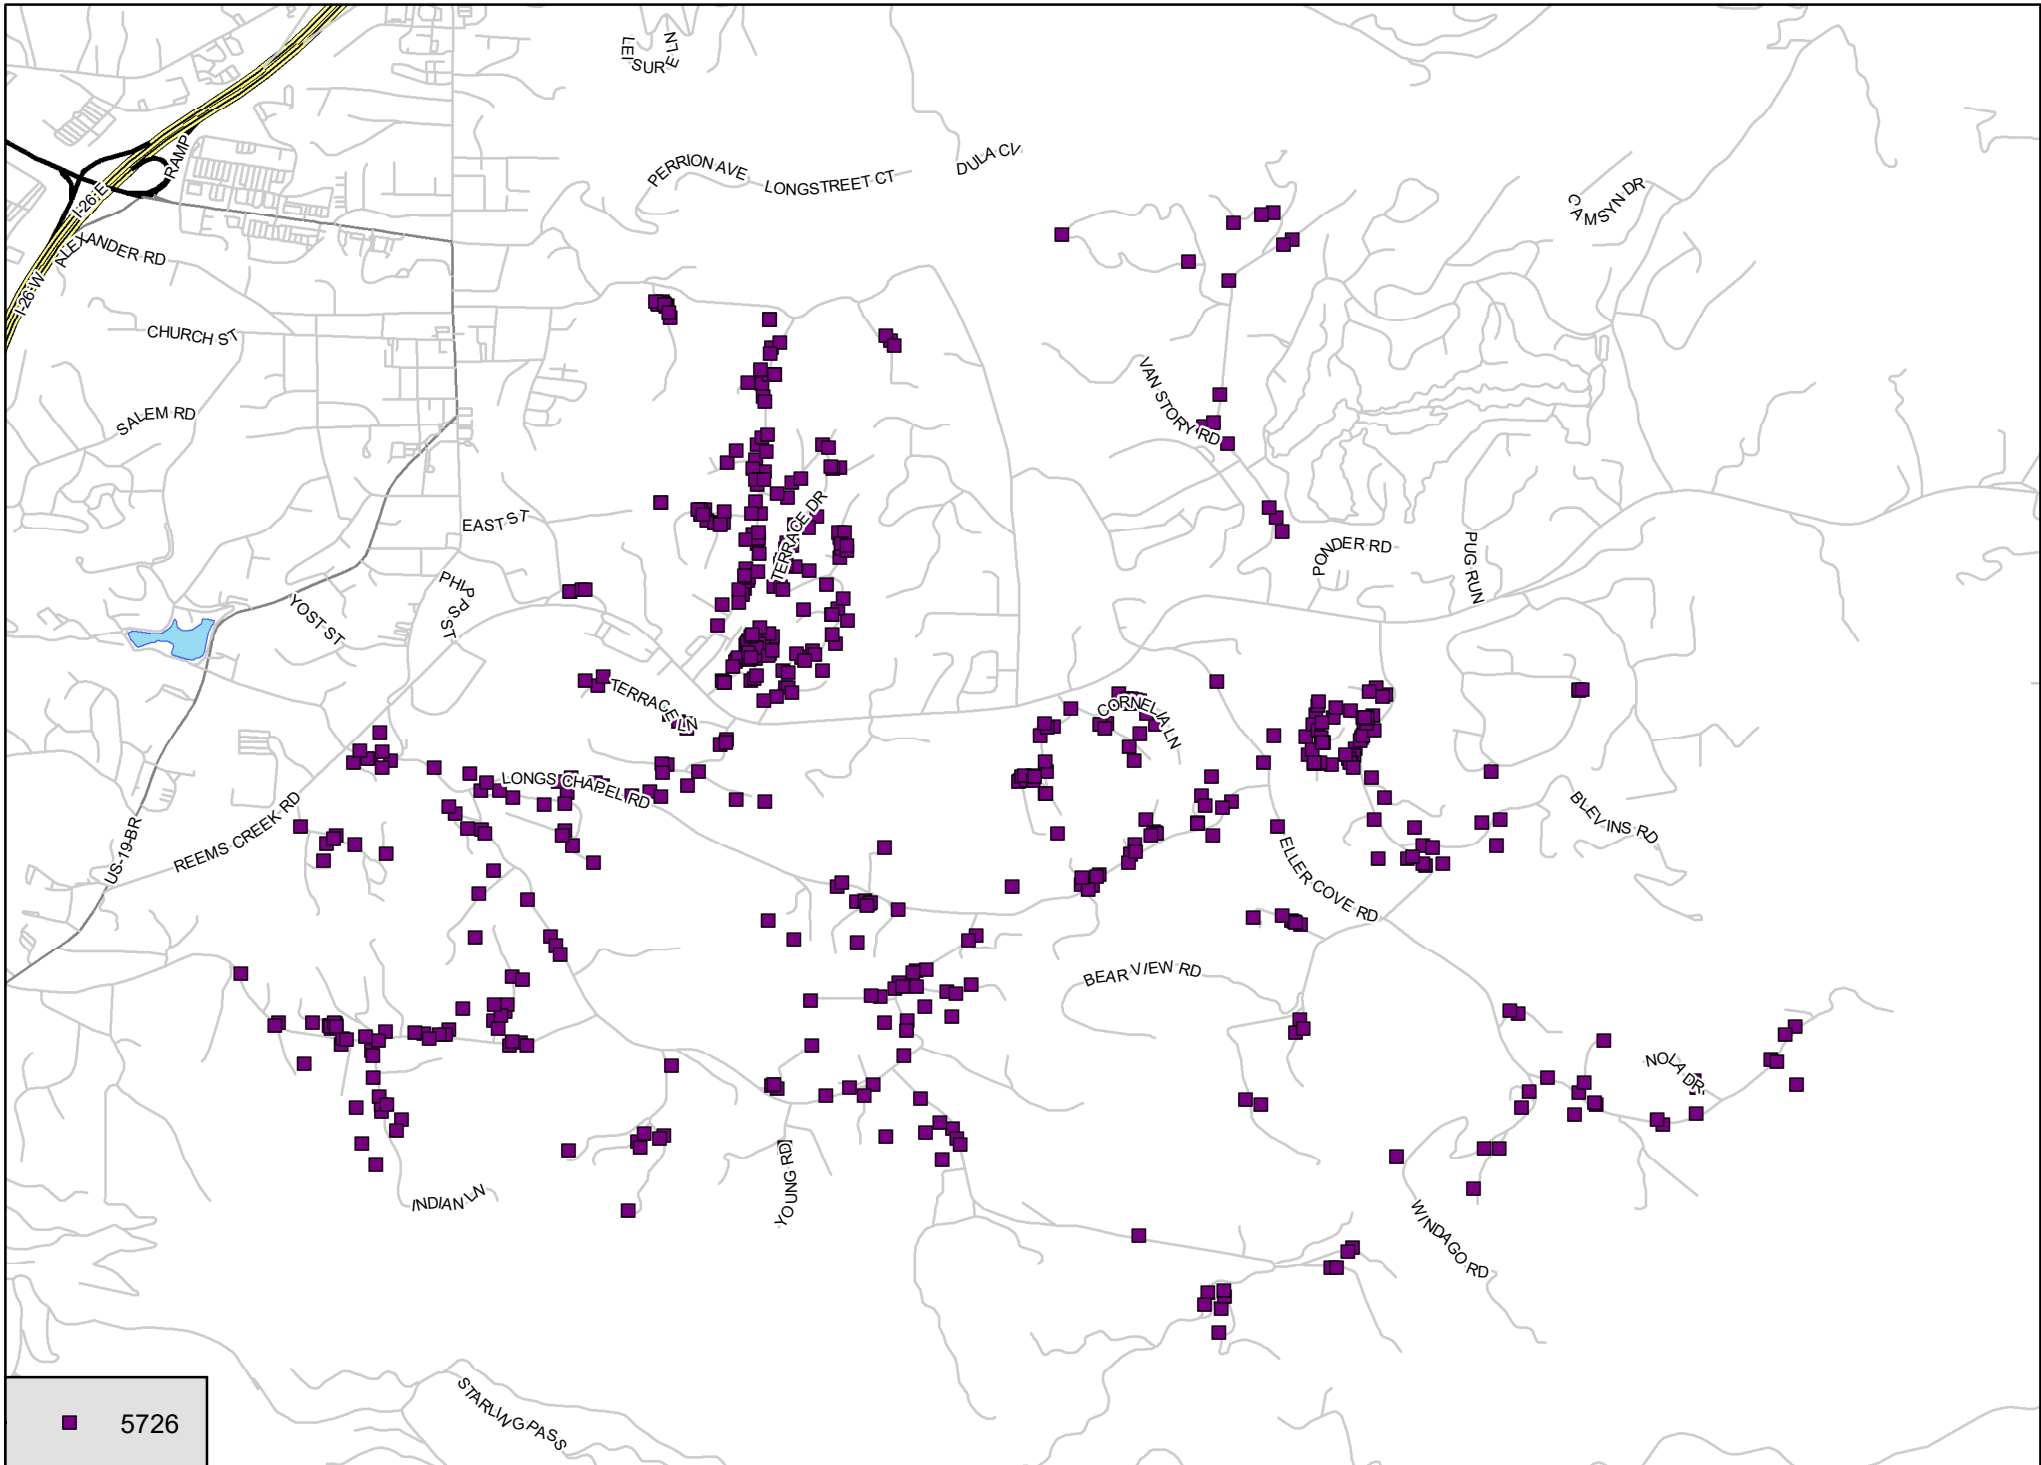 LEISURE LN
RAMP
PERRION AVE
LONGSTREET CT
DULA CV
CAMSYN DR
I-26 E
ALEXANDER RD
I-26 W
CHURCH ST
VAN STORY RD
SALEM RD
TERRACE DR
EAST ST
PONDER RD
PUG RUN
PHIPPS ST
YOST ST
TERRACE LN
CORNELIA LN
LONGS CHAPEL RD
REEMS CREEK RD
US-19-BR
BLEVINS RD
ELLER COVE RD
BEAR VIEW RD
NOLA DR
YOUNG RD
INDIAN LN
WINDAGO RD
STARLING PASS
5726